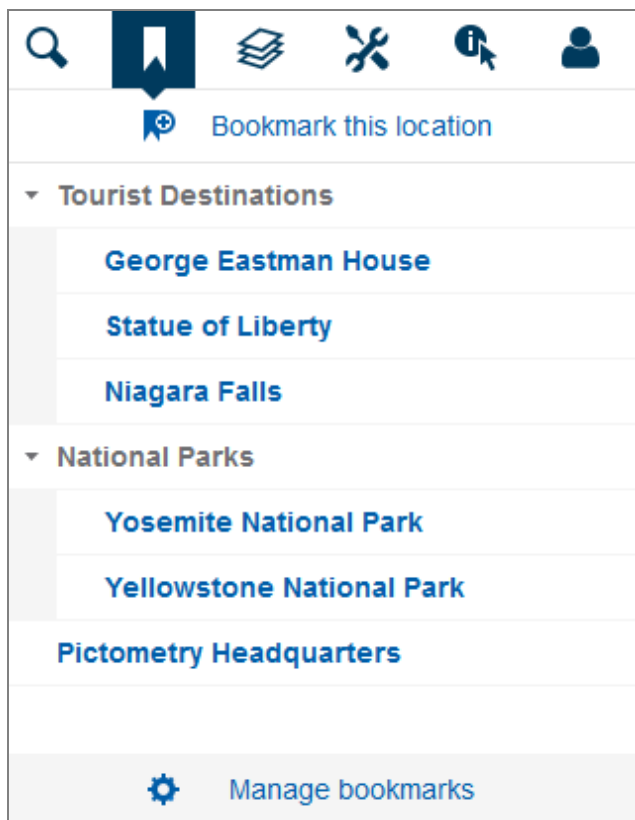 Bookmark this location
Tourist Destinations
George Eastman House
Statue of Liberty
Niagara Falls
National Parks
Yosemite National Park
Yellowstone National Park
Pictometry Headquarters
Manage bookmarks